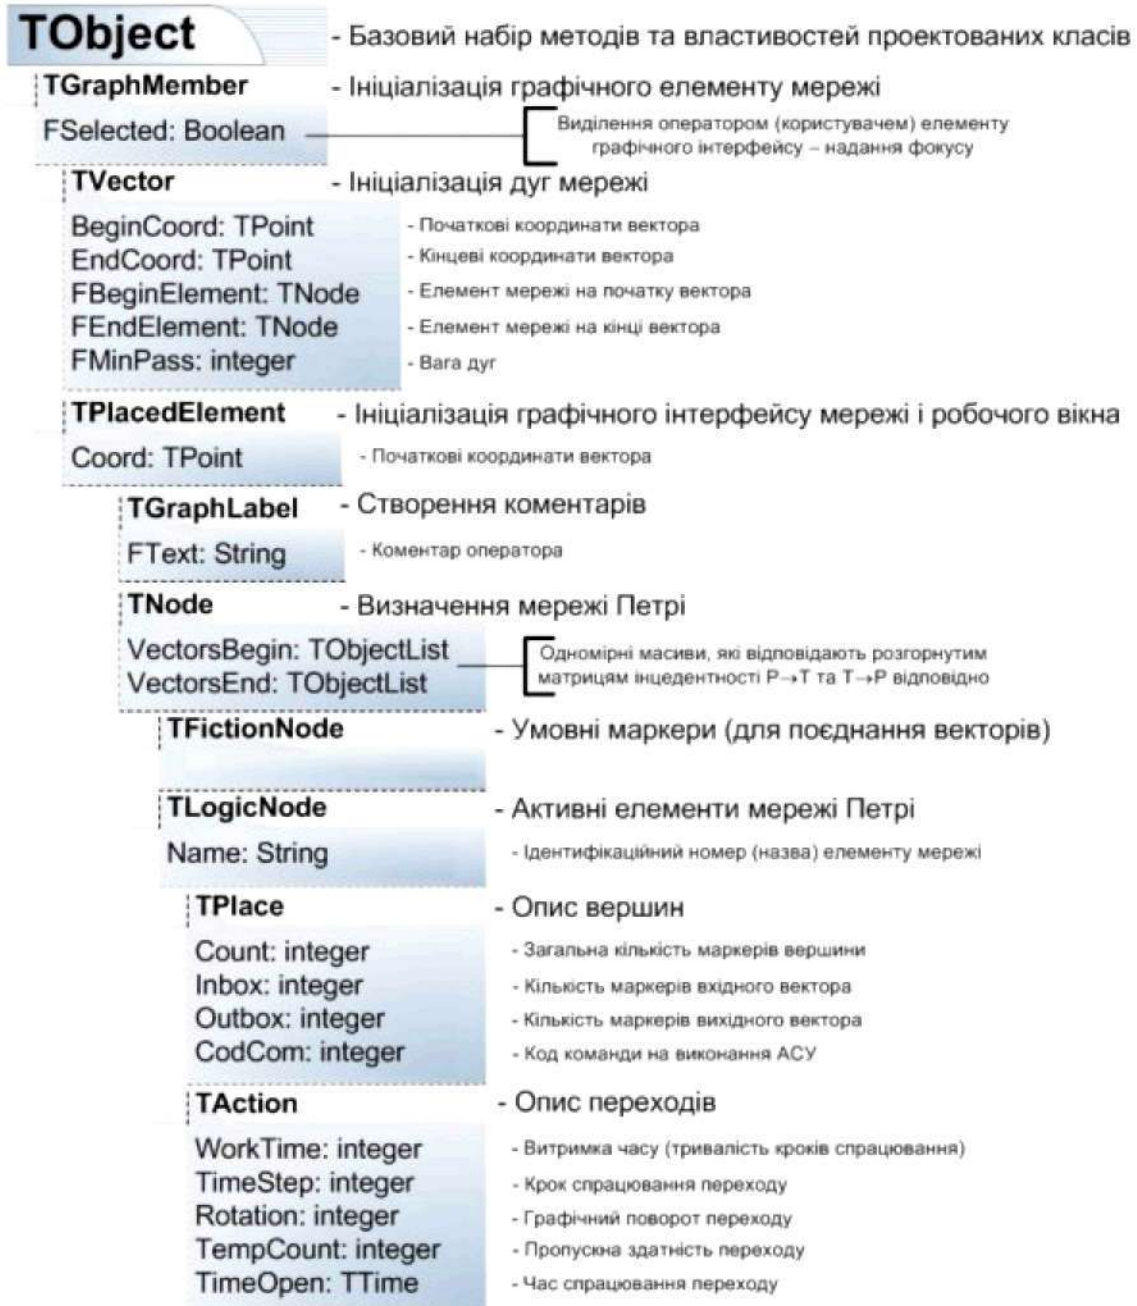 TObject - Базовий набір методів та властивостей проектованих класів
TGraphMember - Ініціалізація графічного елементу мережі
FSelected: Boolean
Виділення оператором (користувачем) елементу
графічного інтерфейсу – надання фокусу
TVector - Ініціалізація дуг мережі
BeginCoord: TPoint - Початкові координати вектора
EndCoord: TPoint - Кінцеві координати вектора
FBeginElement: TNode - Елемент мережі на початку вектора
FEndElement: TNode - Елемент мережі на кінці вектора
FMinPass: integer - Вага дуг
TPlacedElement - Ініціалізація графічного інтерфейсу мережі і робочого вікна
Coord: TPoint - Початкові координати вектора
TGraphLabel - Створення коментарів
FText: String - Коментар оператора
TNode - Визначення мережі Петрі
VectorsBegin: TObjectList
VectorsEnd: TObjectList
Одномірні масиви, які відповідають розгорнутим
матрицям інцедентності P→T та T→P відповідно
TFictionNode - Умовні маркери (для поєднання векторів)
TLogicNode - Активні елементи мережі Петрі
Name: String - Ідентифікаційний номер (назва) елементу мережі
TPlace - Опис вершин
Count: integer - Загальна кількість маркерів вершини
Inbox: integer - Кількість маркерів вхідного вектора
Outbox: integer - Кількість маркерів вихідного вектора
CodCom: integer - Код команди на виконання АСУ
TAction - Опис переходів
WorkTime: integer - Витримка часу (тривалість кроків спрацювання)
TimeStep: integer - Крок спрацювання переходу
Rotation: integer - Графічний поворот переходу
TempCount: integer - Пропускна здатність переходу
TimeOpen: TTime - Час спрацювання переходу